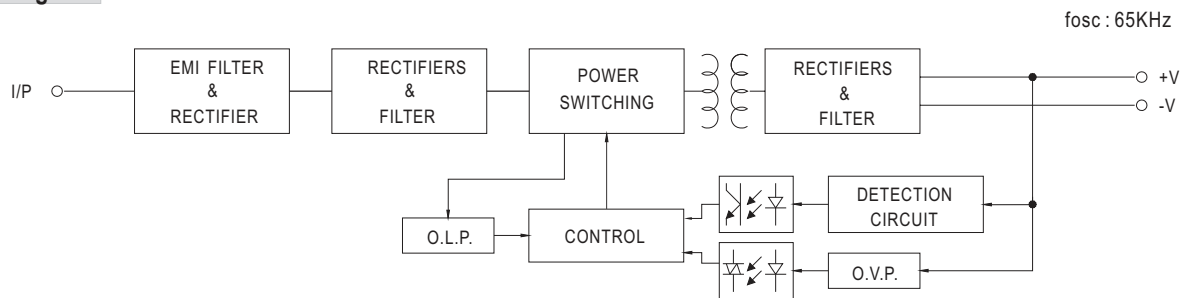 fosc : 65KHz
I/P
EMI FILTER
&
RECTIFIER
RECTIFIERS
&
FILTER
POWER
SWITCHING
RECTIFIERS
&
FILTER
+V
-V
DETECTION
CIRCUIT
O.L.P.
CONTROL
O.V.P.